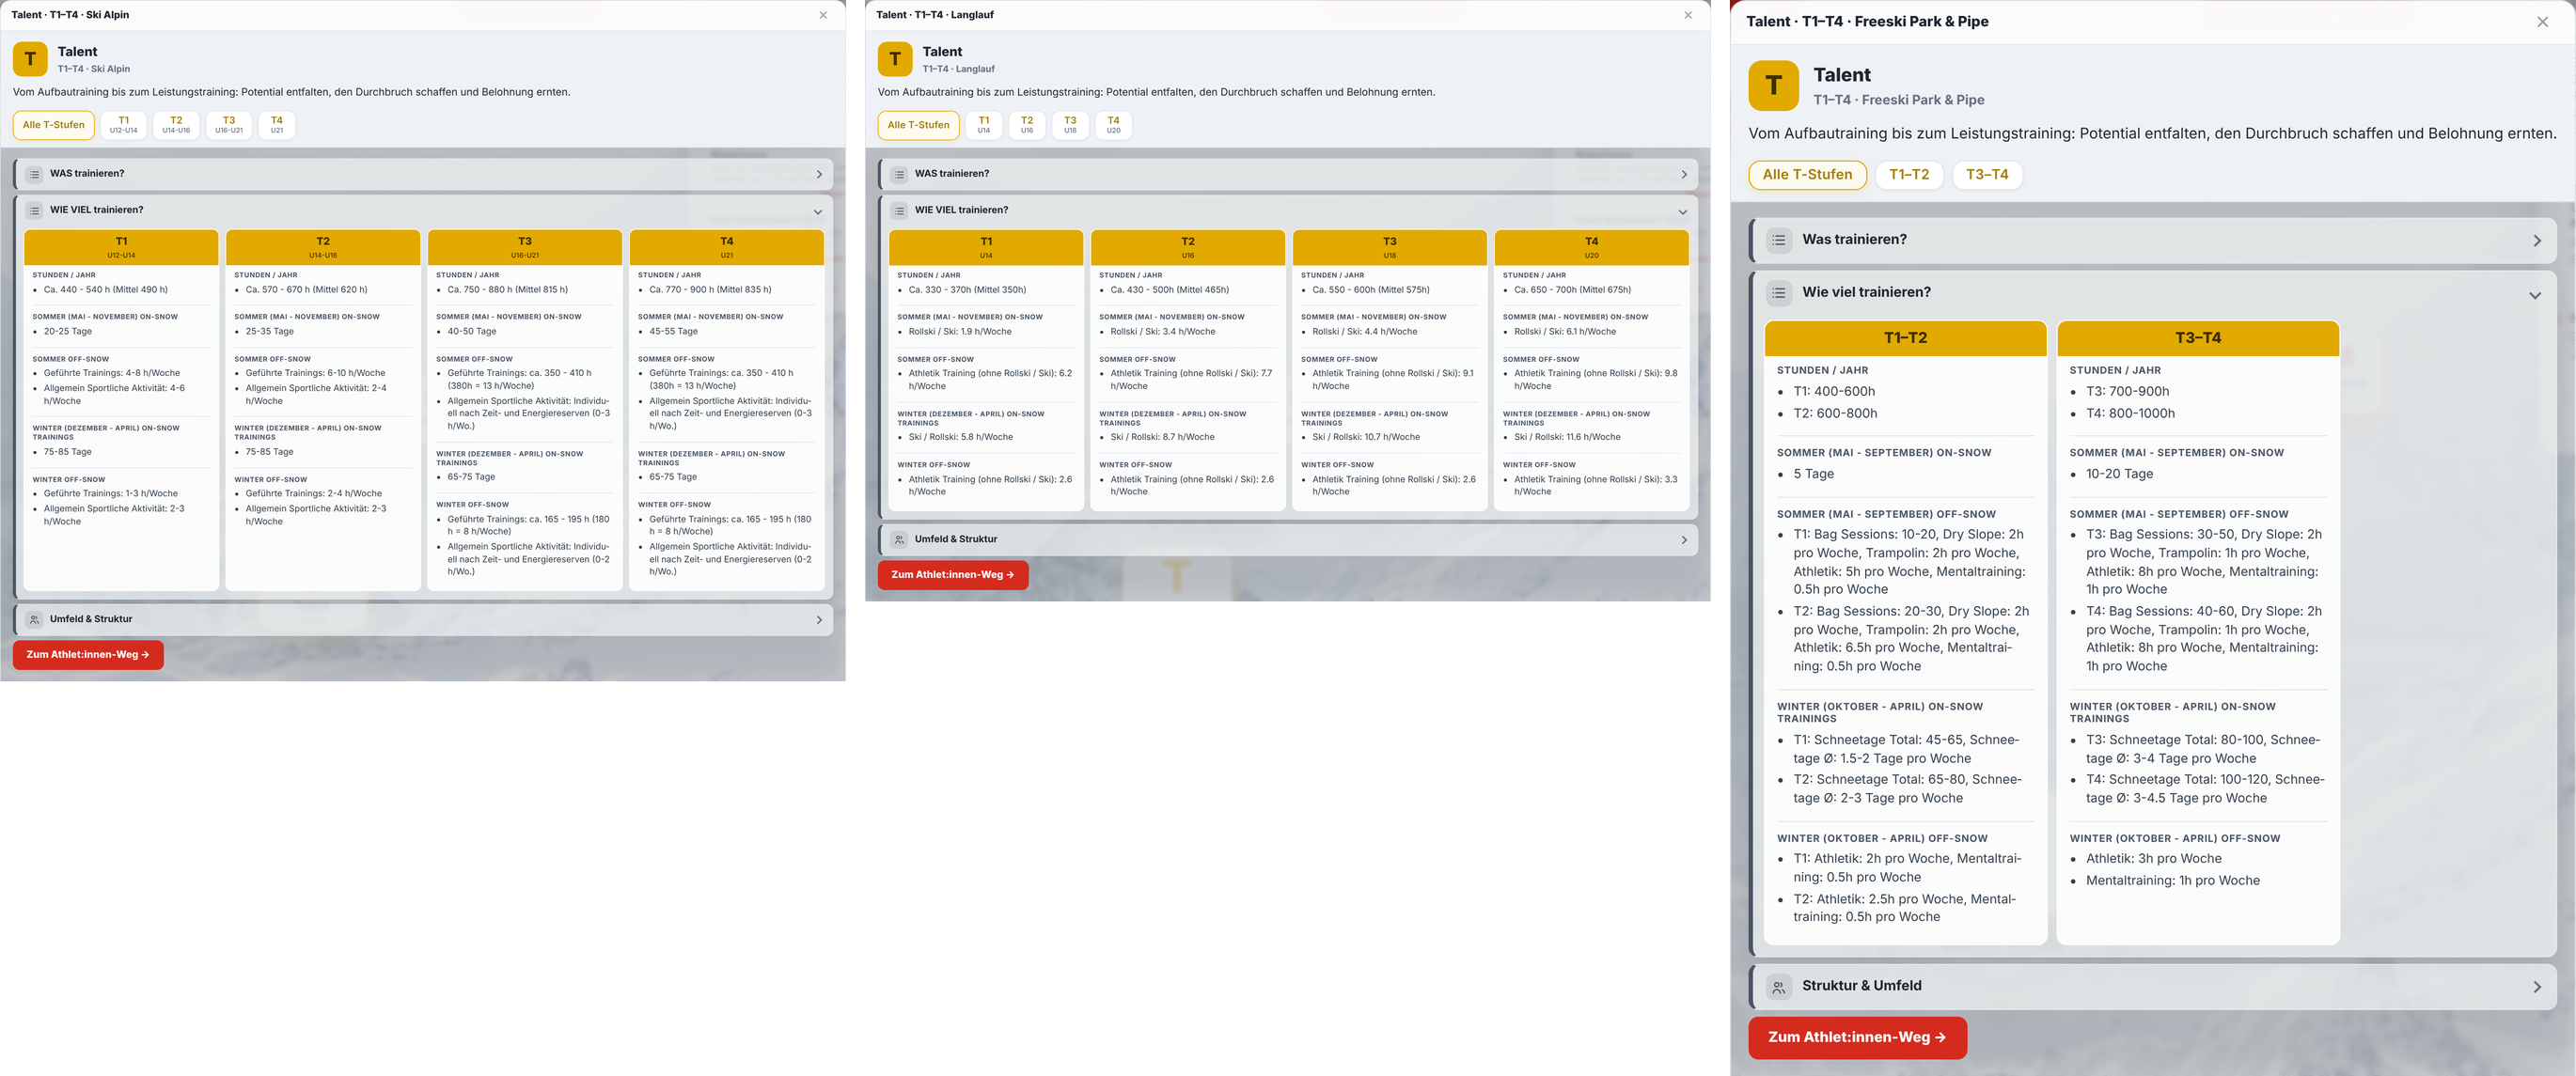 Talent · T1–T4 · Ski Alpin
T
Talent
T1–T4 · Ski Alpin
Vom Aufbautraining bis zum Leistungstraining: Potential entfalten, den Durchbruch schaffen und Belohnung ernten.
Alle T-Stufen
T1
U12-U14
T2
U14-U16
T3
U16-U21
T4
U21
WAS trainieren?
WIE VIEL trainieren?
T1
U12-U14
STUNDEN / JAHR
• Ca. 440 - 540 h (Mittel 490 h)
SOMMER (MAI - NOVEMBER) ON-SNOW
• 20-25 Tage
SOMMER OFF-SNOW
• Geführte Trainings: 4-8 h/Woche
• Allgemein Sportliche Aktivität: 4-6
h/Woche
WINTER (DEZEMBER - APRIL) ON-SNOW
TRAININGS
• 75-85 Tage
WINTER OFF-SNOW
• Geführte Trainings: 1-3 h/Woche
• Allgemein Sportliche Aktivität: 2-3
h/Woche
T2
U14-U16
STUNDEN / JAHR
• Ca. 570 - 670 h (Mittel 620 h)
SOMMER (MAI - NOVEMBER) ON-SNOW
• 25-35 Tage
SOMMER OFF-SNOW
• Geführte Trainings: 6-10 h/Woche
• Allgemein Sportliche Aktivität: 2-4
h/Woche
WINTER (DEZEMBER - APRIL) ON-SNOW
TRAININGS
• 75-85 Tage
WINTER OFF-SNOW
• Geführte Trainings: 2-4 h/Woche
• Allgemein Sportliche Aktivität: 2-3
h/Woche
T3
U16-U21
STUNDEN / JAHR
• Ca. 750 - 880 h (Mittel 815 h)
SOMMER (MAI - NOVEMBER) ON-SNOW
• 40-50 Tage
SOMMER OFF-SNOW
• Geführte Trainings: ca. 350 - 410 h
(380h = 13 h/Woche)
• Allgemein Sportliche Aktivität: Individu-
ell nach Zeit- und Energiereserven (0-3
h/Wo.)
WINTER (DEZEMBER - APRIL) ON-SNOW
TRAININGS
• 65-75 Tage
WINTER OFF-SNOW
• Geführte Trainings: ca. 165 - 195 h (180
h = 8 h/Woche)
• Allgemein Sportliche Aktivität: Individu-
ell nach Zeit- und Energiereserven (0-2
h/Wo.)
T4
U21
STUNDEN / JAHR
• Ca. 770 - 900 h (Mittel 835 h)
SOMMER (MAI - NOVEMBER) ON-SNOW
• 45-55 Tage
SOMMER OFF-SNOW
• Geführte Trainings: ca. 350 - 410 h
(380h = 13 h/Woche)
• Allgemein Sportliche Aktivität: Individu-
ell nach Zeit- und Energiereserven (0-3
h/Wo.)
WINTER (DEZEMBER - APRIL) ON-SNOW
TRAININGS
• 65-75 Tage
WINTER OFF-SNOW
• Geführte Trainings: ca. 165 - 195 h (180
h = 8 h/Woche)
• Allgemein Sportliche Aktivität: Individu-
ell nach Zeit- und Energiereserven (0-2
h/Wo.)
Umfeld & Struktur
Zum Athlet:innen-Weg →
Talent · T1–T4 · Langlauf
T
Talent
T1–T4 · Langlauf
Vom Aufbautraining bis zum Leistungstraining: Potential entfalten, den Durchbruch schaffen und Belohnung ernten.
Alle T-Stufen
T1
U14
T2
U16
T3
U18
T4
U20
WAS trainieren?
WIE VIEL trainieren?
T1
U14
STUNDEN / JAHR
• Ca. 330 - 370h (Mittel 350h)
SOMMER (MAI - NOVEMBER) ON-SNOW
• Rollski / Ski: 1.9 h/Woche
SOMMER OFF-SNOW
• Athletik Training (ohne Rollski / Ski): 6.2
h/Woche
WINTER (DEZEMBER - APRIL) ON-SNOW
TRAININGS
• Ski / Rollski: 5.8 h/Woche
WINTER OFF-SNOW
• Athletik Training (ohne Rollski / Ski): 2.6
h/Woche
T2
U16
STUNDEN / JAHR
• Ca. 430 - 500h (Mittel 465h)
SOMMER (MAI - NOVEMBER) ON-SNOW
• Rollski / Ski: 3.4 h/Woche
SOMMER OFF-SNOW
• Athletik Training (ohne Rollski / Ski): 7.7
h/Woche
WINTER (DEZEMBER - APRIL) ON-SNOW
TRAININGS
• Ski / Rollski: 8.7 h/Woche
WINTER OFF-SNOW
• Athletik Training (ohne Rollski / Ski): 2.6
h/Woche
T3
U18
STUNDEN / JAHR
• Ca. 550 - 600h (Mittel 575h)
SOMMER (MAI - NOVEMBER) ON-SNOW
• Rollski / Ski: 4.4 h/Woche
SOMMER OFF-SNOW
• Athletik Training (ohne Rollski / Ski): 9.1
h/Woche
WINTER (DEZEMBER - APRIL) ON-SNOW
TRAININGS
• Ski / Rollski: 10.7 h/Woche
WINTER OFF-SNOW
• Athletik Training (ohne Rollski / Ski): 2.6
h/Woche
T4
U20
STUNDEN / JAHR
• Ca. 650 - 700h (Mittel 675h)
SOMMER (MAI - NOVEMBER) ON-SNOW
• Rollski / Ski: 6.1 h/Woche
SOMMER OFF-SNOW
• Athletik Training (ohne Rollski / Ski): 9.8
h/Woche
WINTER (DEZEMBER - APRIL) ON-SNOW
TRAININGS
• Ski / Rollski: 11.6 h/Woche
WINTER OFF-SNOW
• Athletik Training (ohne Rollski / Ski): 3.3
h/Woche
Umfeld & Struktur
Zum Athlet:innen-Weg →
Talent · T1–T4 · Freeski Park & Pipe
T
Talent
T1–T4 · Freeski Park & Pipe
Vom Aufbautraining bis zum Leistungstraining: Potential entfalten, den Durchbruch schaffen und Belohnung ernten.
Alle T-Stufen
T1–T2
T3–T4
Was trainieren?
Wie viel trainieren?
T1–T2
STUNDEN / JAHR
• T1: 400-600h
• T2: 600-800h
SOMMER (MAI - SEPTEMBER) ON-SNOW
• 5 Tage
SOMMER (MAI - SEPTEMBER) OFF-SNOW
• T1: Bag Sessions: 10-20, Dry Slope: 2h
pro Woche, Trampolin: 2h pro Woche,
Athletik: 5h pro Woche, Mentaltraining:
0.5h pro Woche
• T2: Bag Sessions: 20-30, Dry Slope: 2h
pro Woche, Trampolin: 2h pro Woche,
Athletik: 6.5h pro Woche, Mentaltrai-
ning: 0.5h pro Woche
WINTER (OKTOBER - APRIL) ON-SNOW
TRAININGS
• T1: Schneetage Total: 45-65, Schnee-
tage Ø: 1.5-2 Tage pro Woche
• T2: Schneetage Total: 65-80, Schnee-
tage Ø: 2-3 Tage pro Woche
WINTER (OKTOBER - APRIL) OFF-SNOW
• T1: Athletik: 2h pro Woche, Mentaltrai-
ning: 0.5h pro Woche
• T2: Athletik: 2.5h pro Woche, Mental-
training: 0.5h pro Woche
T3–T4
STUNDEN / JAHR
• T3: 700-900h
• T4: 800-1000h
SOMMER (MAI - SEPTEMBER) ON-SNOW
• 10-20 Tage
SOMMER (MAI - SEPTEMBER) OFF-SNOW
• T3: Bag Sessions: 30-50, Dry Slope: 2h
pro Woche, Trampolin: 1h pro Woche,
Athletik: 8h pro Woche, Mentaltraining:
1h pro Woche
• T4: Bag Sessions: 40-60, Dry Slope: 2h
pro Woche, Trampolin: 1h pro Woche,
Athletik: 8h pro Woche, Mentaltraining:
1h pro Woche
WINTER (OKTOBER - APRIL) ON-SNOW
TRAININGS
• T3: Schneetage Total: 80-100, Schnee-
tage Ø: 3-4 Tage pro Woche
• T4: Schneetage Total: 100-120, Schnee-
tage Ø: 3-4.5 Tage pro Woche
WINTER (OKTOBER - APRIL) OFF-SNOW
• Athletik: 3h pro Woche
• Mentaltraining: 1h pro Woche
Struktur & Umfeld
Zum Athlet:innen-Weg →